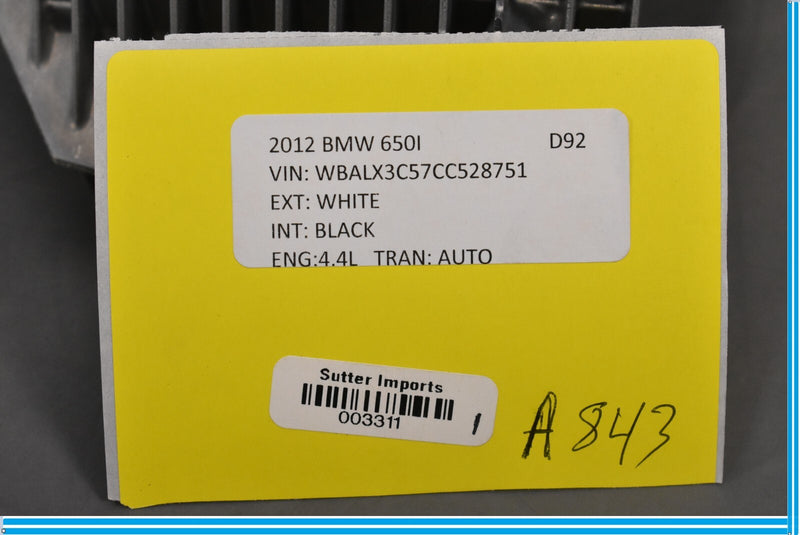 2012 BMW 650I D92
VIN: WBALX3C57CC528751
EXT: WHITE
INT: BLACK
ENG:4.4L TRAN: AUTO
Sutter Imports
003311
1
A 843